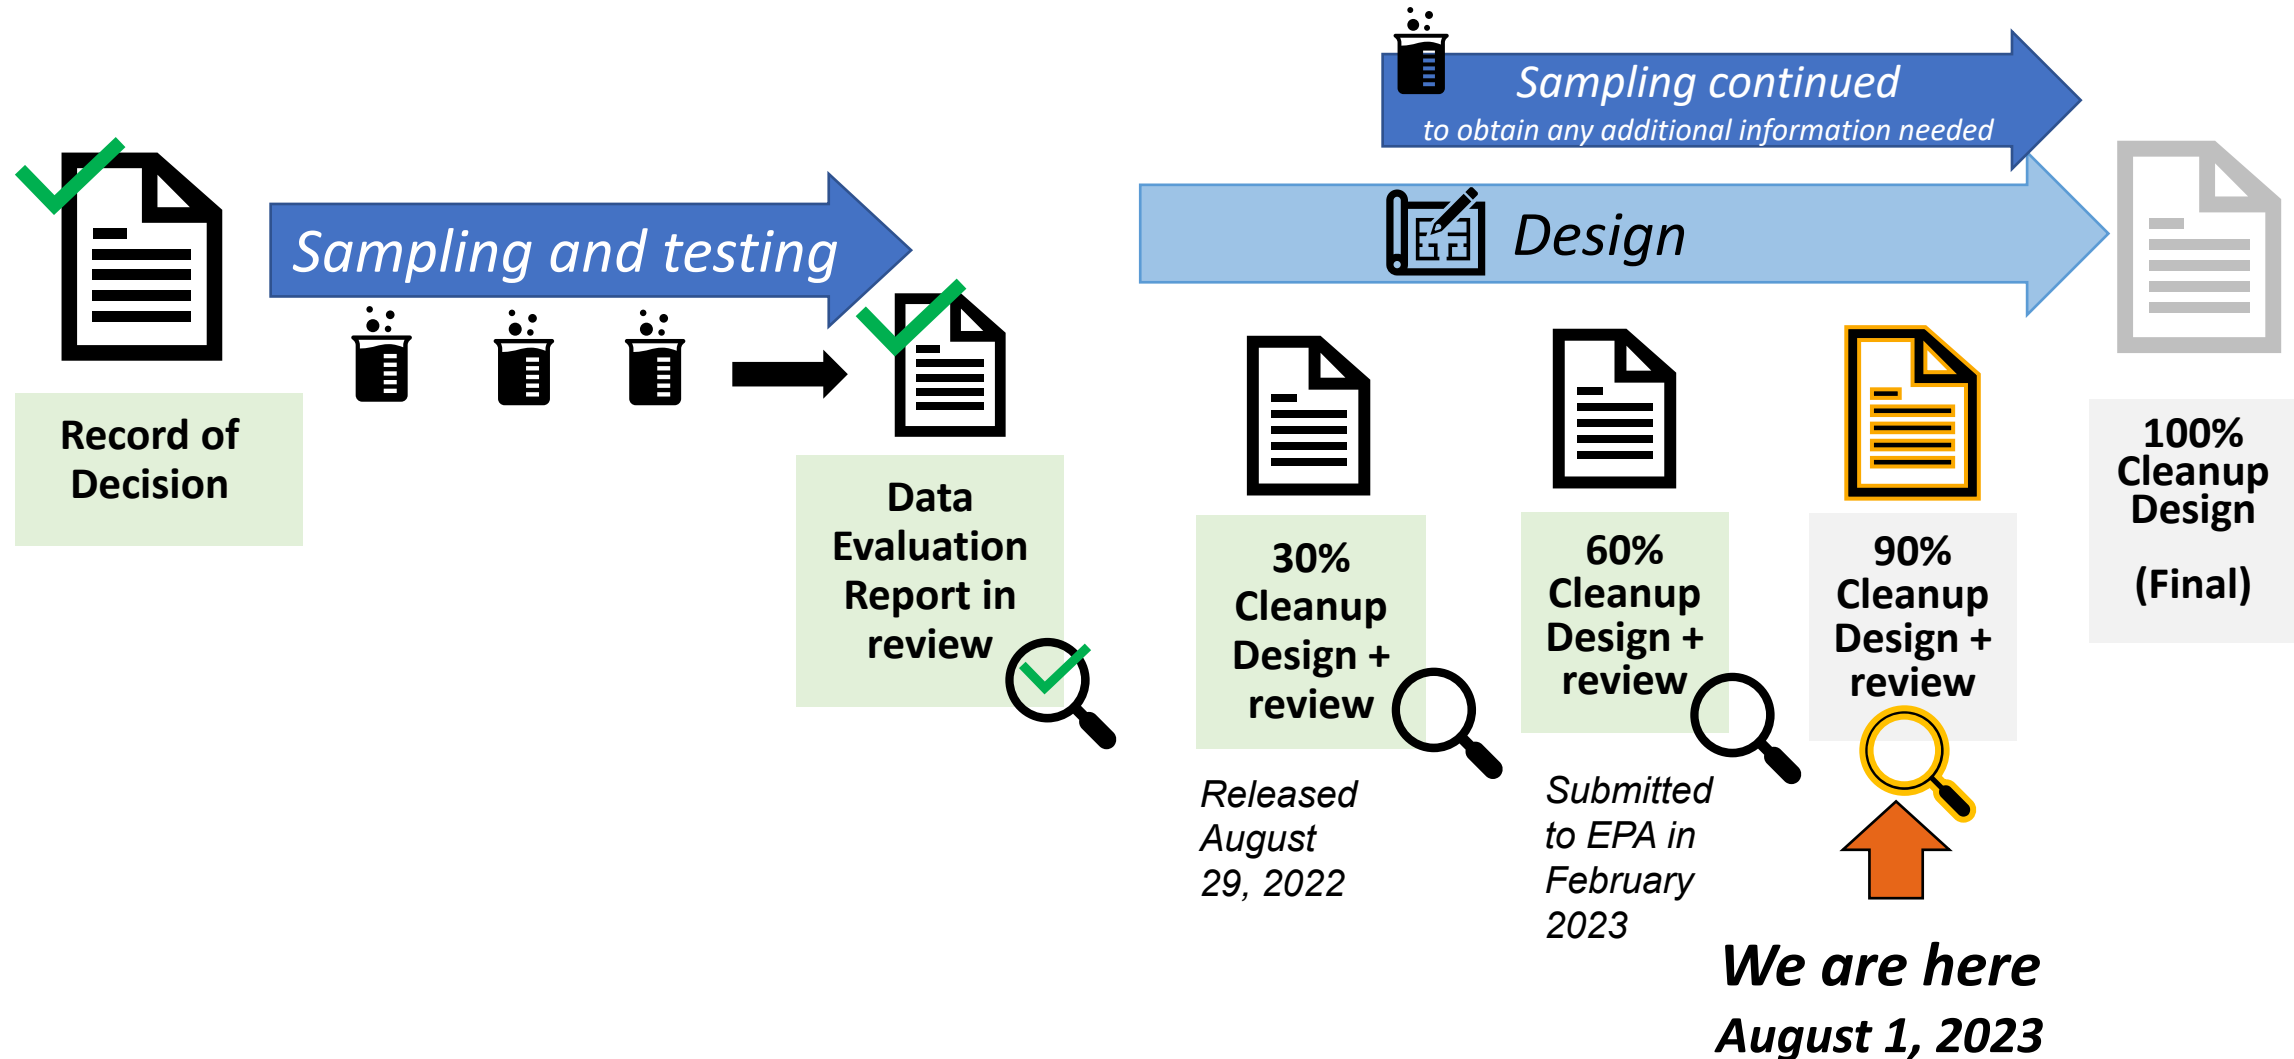 Sampling continued
to obtain any additional information needed
Sampling and testing
Design
Record of
Decision
Data
Evaluation
Report in
review
30%
Cleanup
Design +
review
Released
August
29, 2022
60%
Cleanup
Design +
review
Submitted
to EPA in
February
2023
90%
Cleanup
Design +
review
100%
Cleanup
Design
(Final)
We are here
August 1, 2023